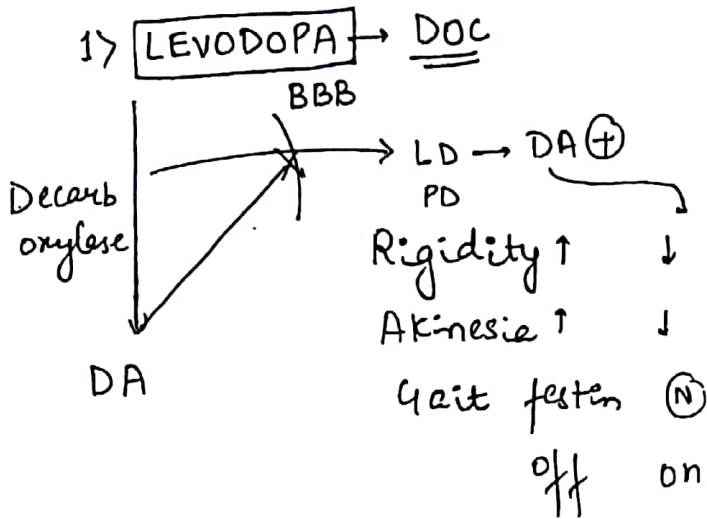 1> LEVODOPA → DOC
BBB
LD → DA ⊕
PD
Decarb
oxylase
Rigidity ↑ ↓
Akinesia ↑ ↓
DA
Gait festin Ⓝ
off on